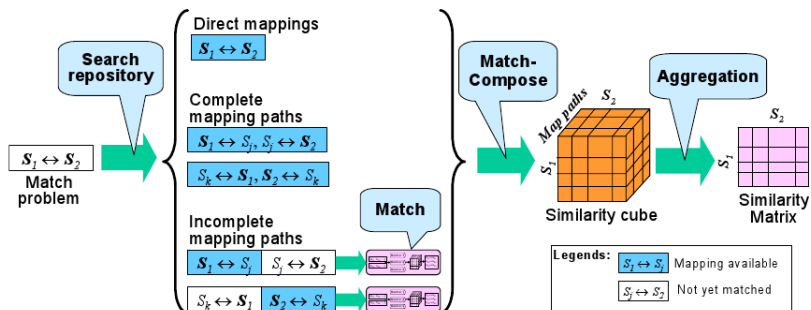 Direct mappings
S1 ↔ S2
Search
repository
Complete
mapping paths
S1 ↔ Sj, Sj ↔ S2
Sk ↔ S1, S2 ↔ Sk
S1 ↔ S2
Match
problem
Incomplete
mapping paths
S1 ↔ Sj
Sj ↔ S2
Sk ↔ S1
S2 ↔ Sk
Match
Match-
Compose
Map paths
S2
S1
Similarity cube
Aggregation
S2
S1
Similarity
Matrix
Legends:
S1 ↔ Sj
Mapping available
Sj ↔ S2
Not yet matched